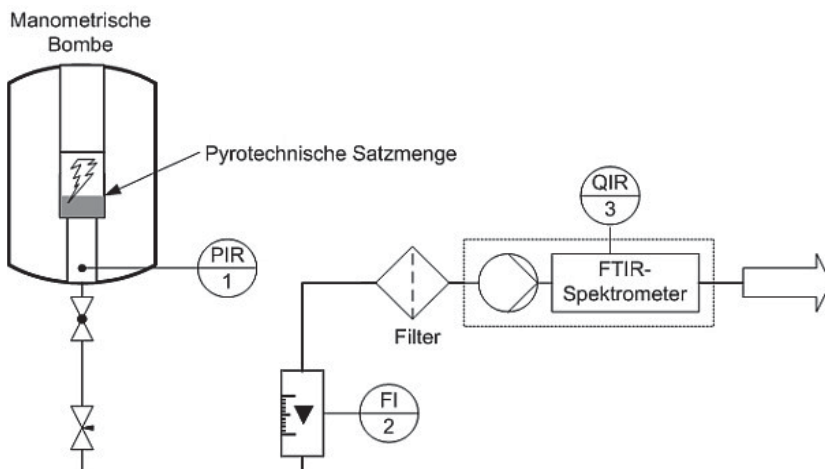 Manometrische
Bombe
Pyrotechnische Satzmenge
PIR
1
QIR
3
FTIR-
Spektrometer
Filter
FI
2